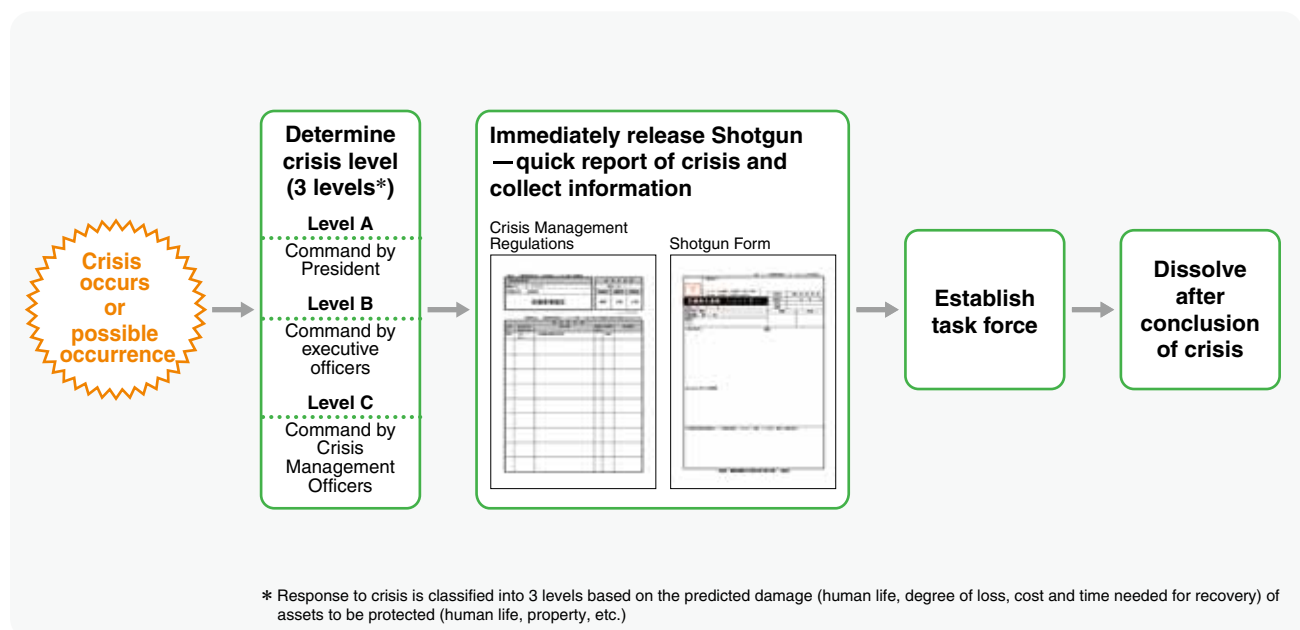 Crisis
occurs
or
possible
occurrence
Determine
crisis level
(3 levels*)
Level A
Command by
President
Level B
Command by
executive
officers
Level C
Command by
Crisis
Management
Officers
Immediately release Shotgun
—quick report of crisis and
collect information
Crisis Management
Regulations
Shotgun Form
Establish
task force
Dissolve
after
conclusion
of crisis
* Response to crisis is classified into 3 levels based on the predicted damage (human life, degree of loss, cost and time needed for recovery) of
assets to be protected (human life, property, etc.)